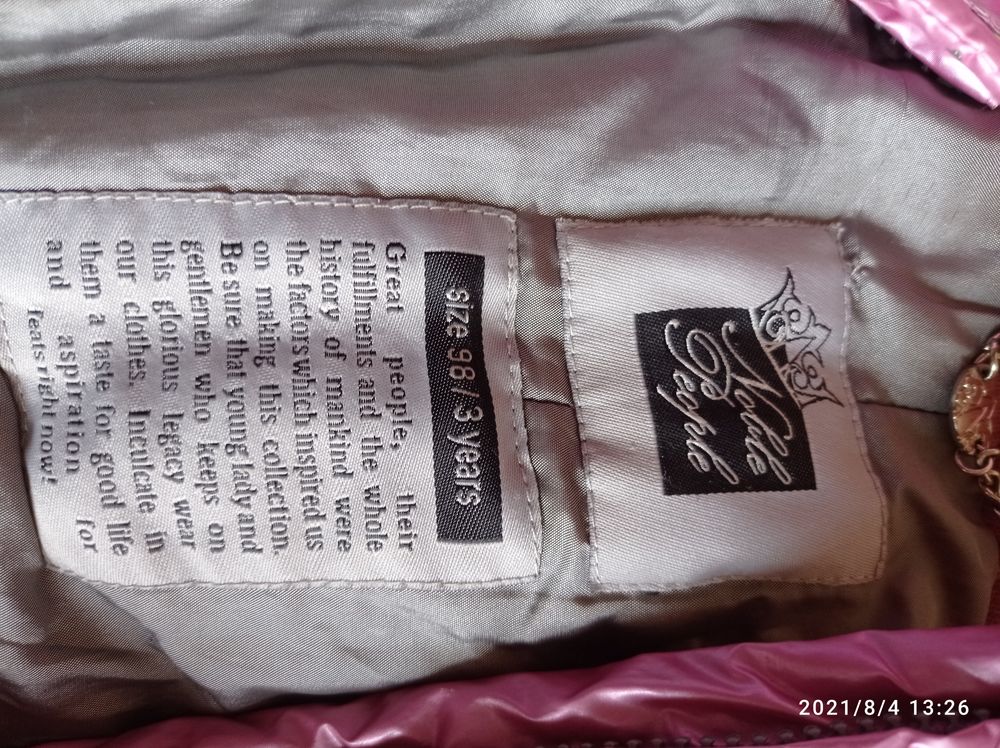 Noble
People
size 98/3 years
Great people, their
fulfillments and the whole
history of mankind were
the factors which inspired us
on making this collection.
Be sure that young lady and
gentlemen who keeps on
this glorious legacy wear
our clothes. Inculcate in
them a taste for good life
and aspiration for
feats right now!
2021/8/4 13:26